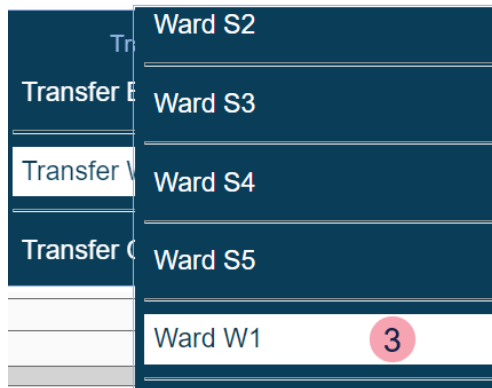 Tr
Transfer
Transfer
Transfer
Ward S2
Ward S3
Ward S4
Ward S5
Ward W1
3